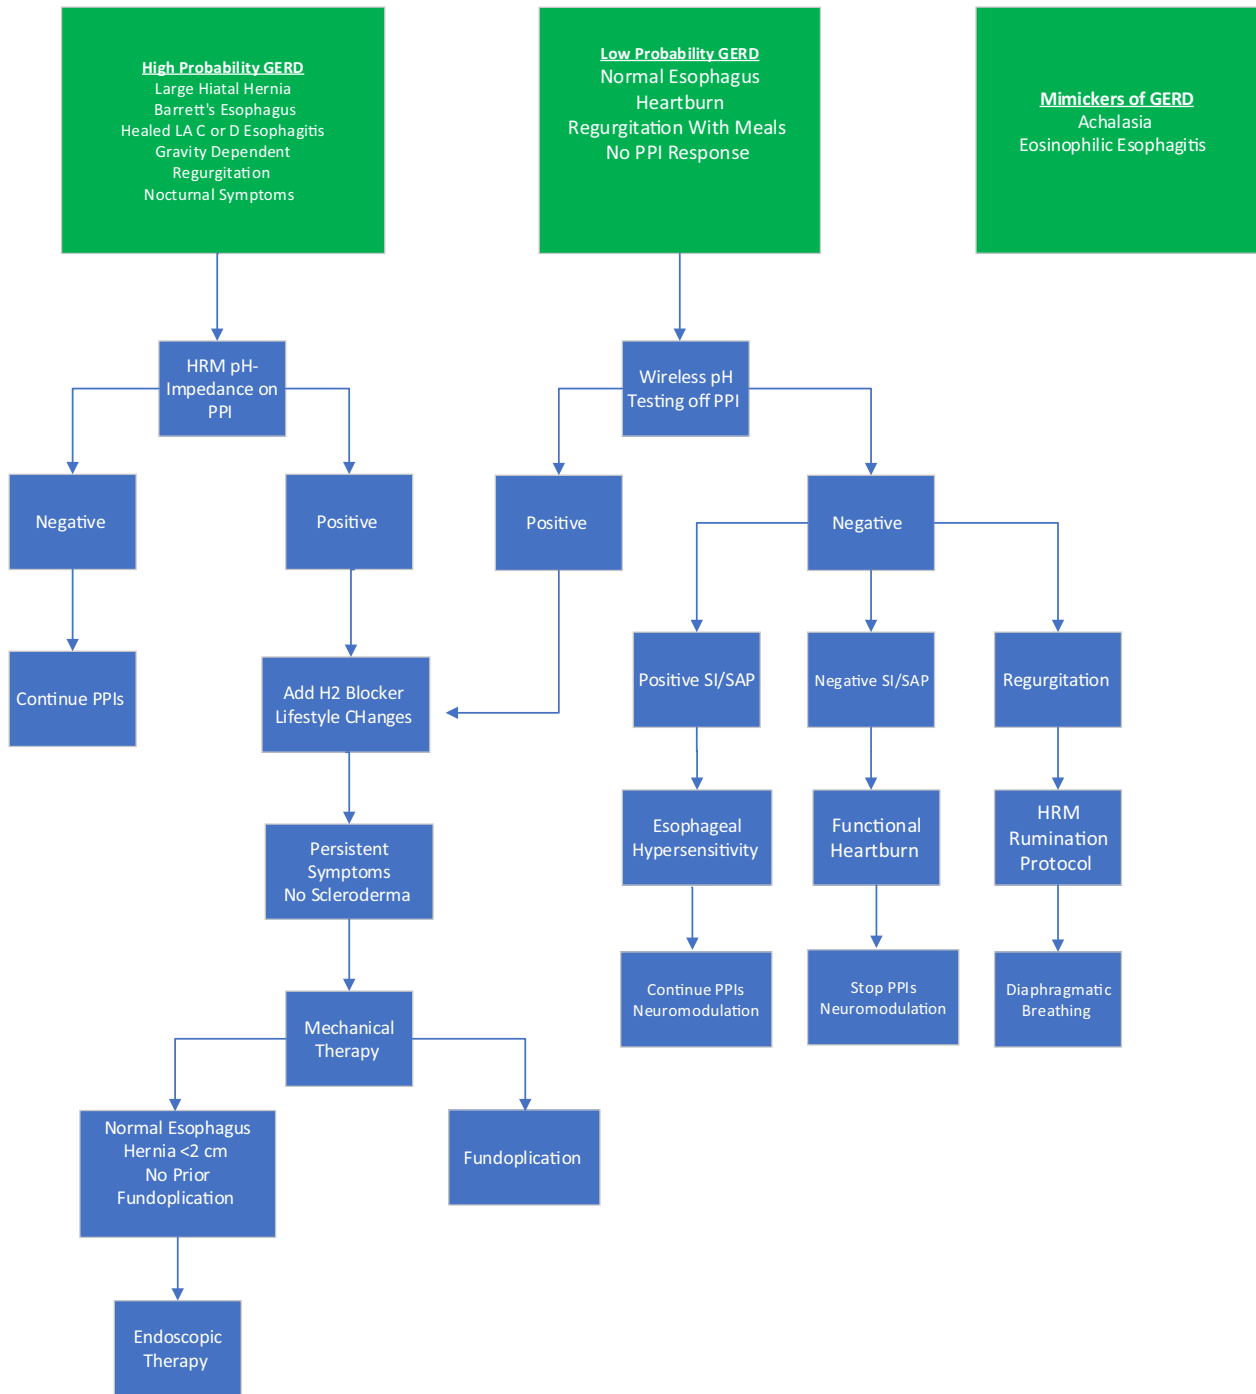 High Probability GERD
Large Hiatal Hernia
Barrett's Esophagus
Healed LA C or D Esophagitis
Gravity Dependent
Regurgitation
Nocturnal Symptoms
Low Probability GERD
Normal Esophagus
Heartburn
Regurgitation With Meals
No PPI Response
Mimickers of GERD
Achalasia
Eosinophilic Esophagitis
HRM pH-
Impedance on
PPI
Wireless pH
Testing off PPI
Negative
Positive
Positive
Negative
Continue PPIs
Add H2 Blocker
Lifestyle CHanges
Positive SI/SAP
Negative SI/SAP
Regurgitation
Persistent
Symptoms
No Scleroderma
Esophageal
Hypersensitivity
Functional
Heartburn
HRM
Rumination
Protocol
Mechanical
Therapy
Continue PPIs
Neuromodulation
Stop PPIs
Neuromodulation
Diaphragmatic
Breathing
Normal Esophagus
Hernia <2 cm
No Prior
Fundoplication
Fundoplication
Endoscopic
Therapy